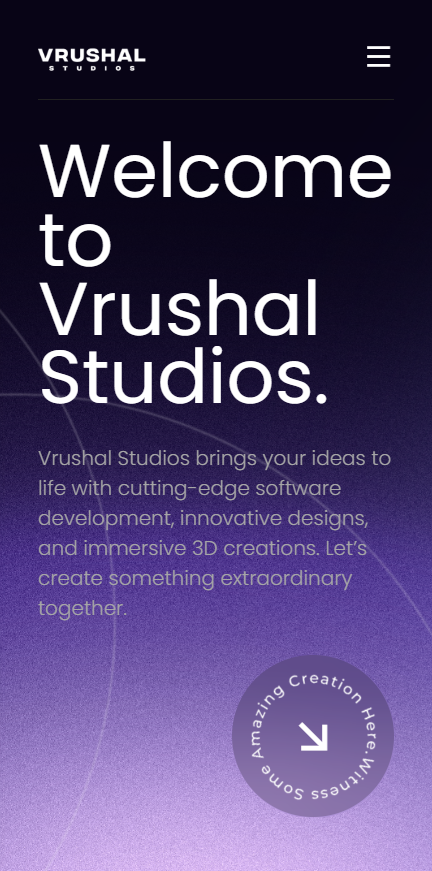 VRUSHAL
STUDIOS
Welcome
to
Vrushal
Studios.
Vrushal Studios brings your ideas to
life with cutting-edge software
development, innovative designs,
and immersive 3D creations. Let’s
create something extraordinary
together.
Witness Some Amazing Creation Here.